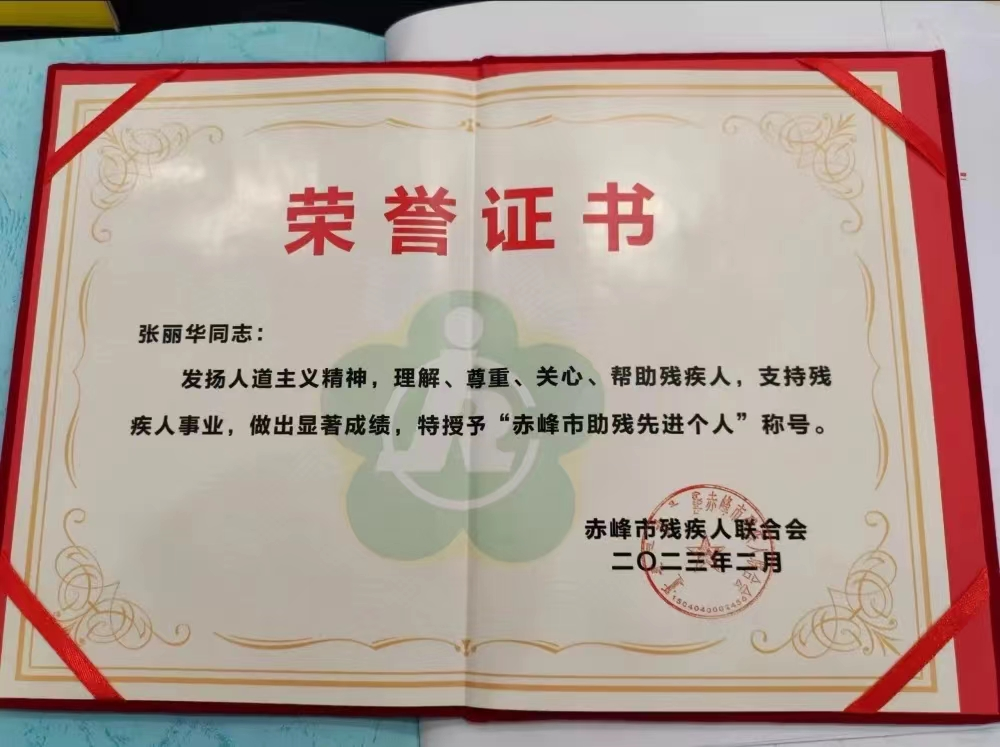 荣誉证书
张丽华同志：
发扬人道主义精神，理解、尊重、关心、帮助残疾人，支持残
疾人事业，做出显著成绩，特授予“赤峰市助残先进个人”称号。
赤峰市残疾人联合会
二〇二三年二月